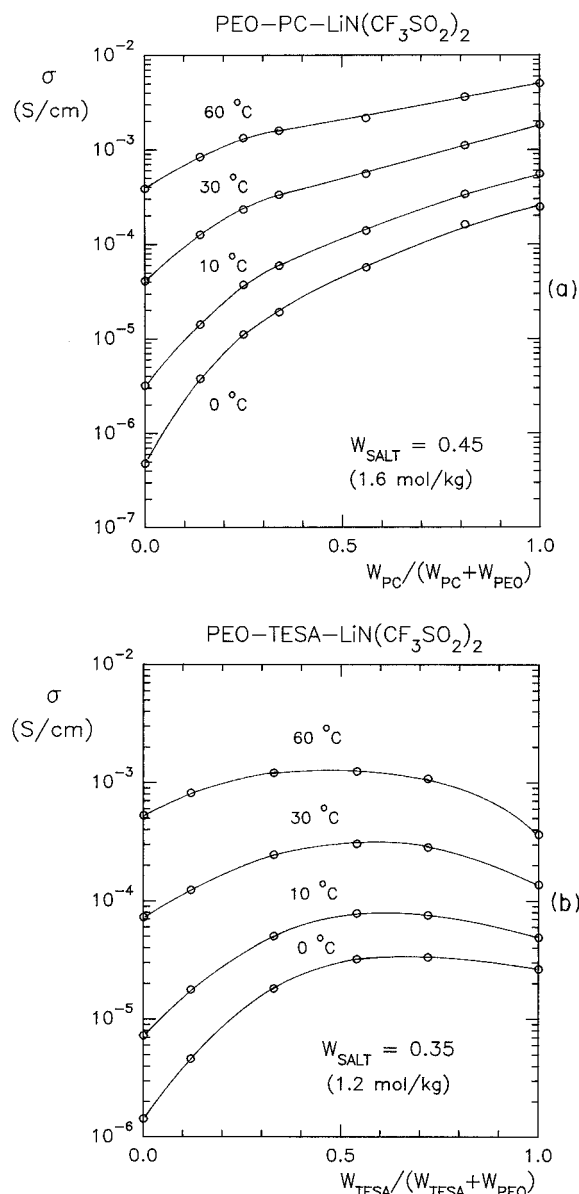 PEO-PC-LiN(CF₃SO₂)₂
10⁻²
σ
(S/cm)
60 °C
10⁻³
30 °C
10⁻⁴
10 °C
(a)
10⁻⁵
0 °C
10⁻⁶
W_SALT = 0.45
(1.6 mol/kg)
10⁻⁷
0.0 0.5 1.0
W_PC/(W_PC+W_PEO)
PEO-TESA-LiN(CF₃SO₂)₂
10⁻²
σ
(S/cm)
60 °C
10⁻³
30 °C
10⁻⁴
10 °C
(b)
0 °C
10⁻⁵
W_SALT = 0.35
(1.2 mol/kg)
10⁻⁶
0.0 0.5 1.0
W_TESA/(W_TESA+W_PEO)